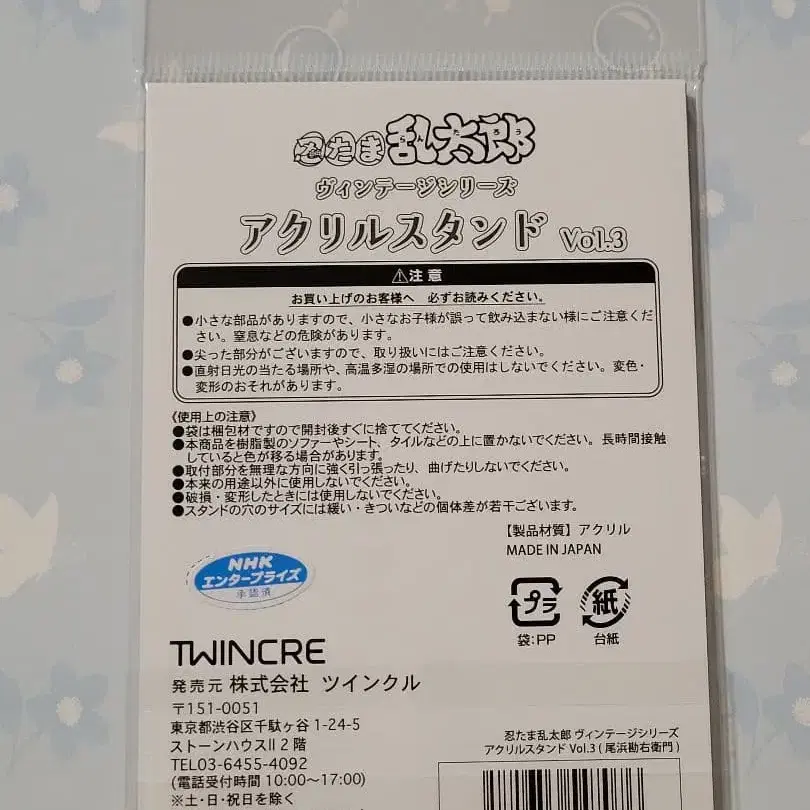 忍たま乱太郎
ヴィンテージシリーズ
アクリルスタンド Vol.3
⚠注意
お買い上げのお客様へ 必ずお読みください。
●小さな部品がありますので、小さなお子様が誤って飲み込まない様にご注意くだ
さい。窒息などの危険があります。
●尖った部分がございますので、取り扱いにはご注意ください。
●直射日光の当たる場所や、高温多湿の場所での使用はしないでください。変色・
変形のおそれがあります。
《使用上の注意》
●袋は梱包材ですので開封後すぐに捨ててください。
●本商品を樹脂製のソファーやシート、タイルなどの上に置かないでください。長時間接触
していると色が移る場合があります。
●取付部分を無理な方向に強く引っ張ったり、曲げたりしないでください。
●本来の用途以外に使用しないでください。
●破損・変形したときには使用しないでください。
●スタンドの穴のサイズには緩い・きついなどの個体差が若干ございます。
【製品材質】アクリル
MADE IN JAPAN
NHK
エンタープライズ
承認済
プラ
袋:PP
紙
台紙
TWINCRE
発売元 株式会社 ツインクル
〒151-0051
東京都渋谷区千駄ヶ谷 1-24-5
ストーンハウスII 2階
TEL03-6455-4092
(電話受付時間 10:00〜17:00)
※土・日・祝日を除く
忍たま乱太郎 ヴィンテージシリーズ
アクリルスタンド Vol.3 ( 尾浜勘右衛門 )